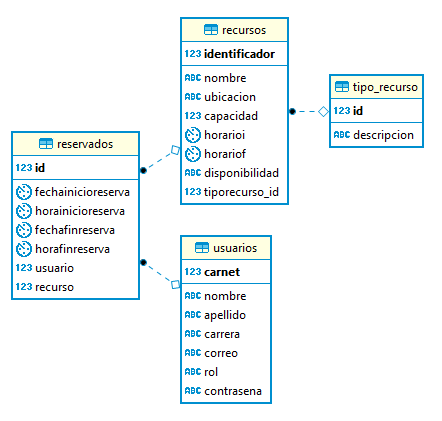 recursos
123 identificador
ABC nombre
ABC ubicacion
123 capacidad
horarioi
horariof
ABC disponibilidad
123 tiporecurso_id
tipo_recurso
123 id
ABC descripcion
reservados
123 id
fechainicioreserva
horainicioreserva
fechafinreserva
horafinreserva
123 usuario
123 recurso
usuarios
123 carnet
ABC nombre
ABC apellido
ABC carrera
ABC correo
ABC rol
ABC contrasena